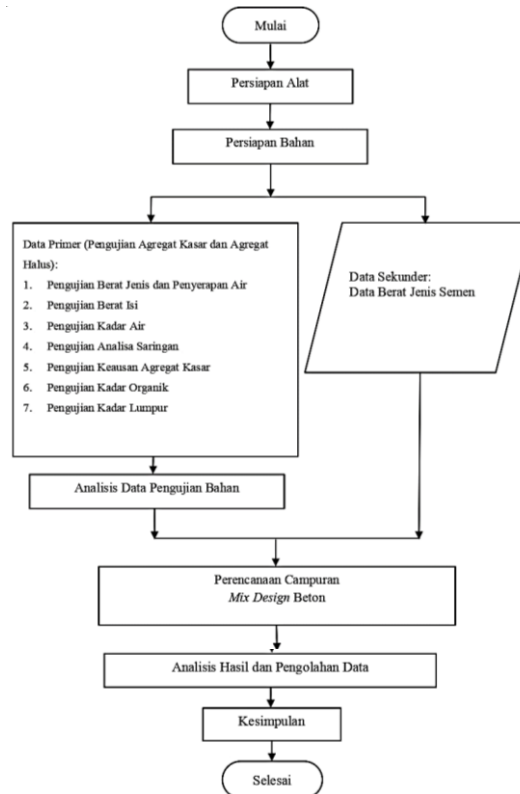 Mulai
Persiapan Alat
Persiapan Bahan
Data Primer (Pengujian Agregat Kasar dan Agregat
Halus):
1. Pengujian Berat Jenis dan Penyerapan Air
2. Pengujian Berat Isi
3. Pengujian Kadar Air
4. Pengujian Analisa Saringan
5. Pengujian Keausan Agregat Kasar
6. Pengujian Kadar Organik
7. Pengujian Kadar Lumpur
Data Sekunder:
Data Berat Jenis Semen
Analisis Data Pengujian Bahan
Perencanaan Campuran
Mix Design Beton
Analisis Hasil dan Pengolahan Data
Kesimpulan
Selesai